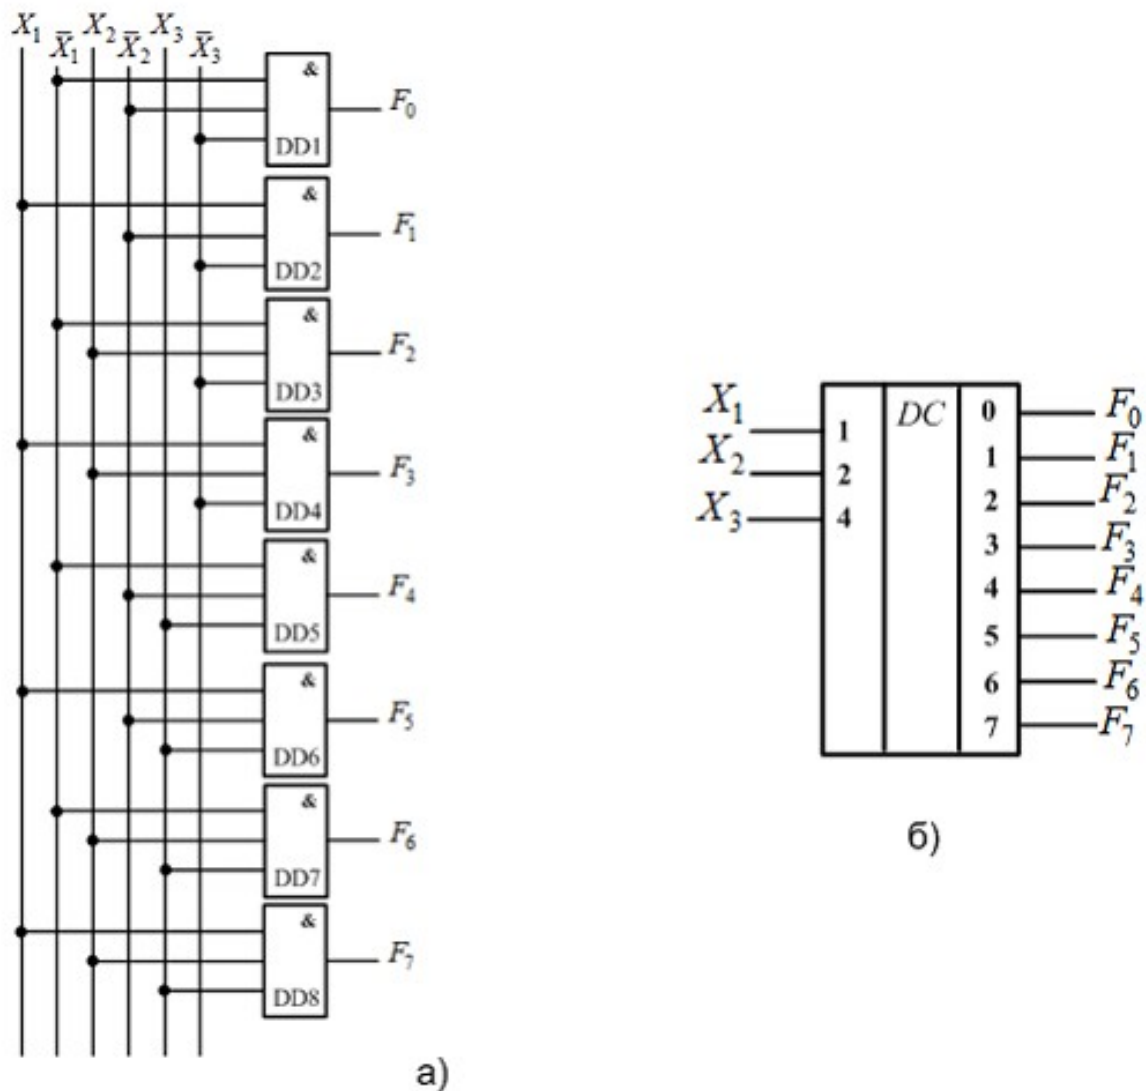 X₁ X̄₁ X₂ X̄₂ X₃ X̄₃
&
DD1
F₀
&
DD2
F₁
&
DD3
F₂
&
DD4
F₃
&
DD5
F₄
&
DD6
F₅
&
DD7
F₆
&
DD8
F₇
а)
X₁
X₂
X₃
1
2
4
DC
0 F₀
1 F₁
2 F₂
3 F₃
4 F₄
5 F₅
6 F₆
7 F₇
б)